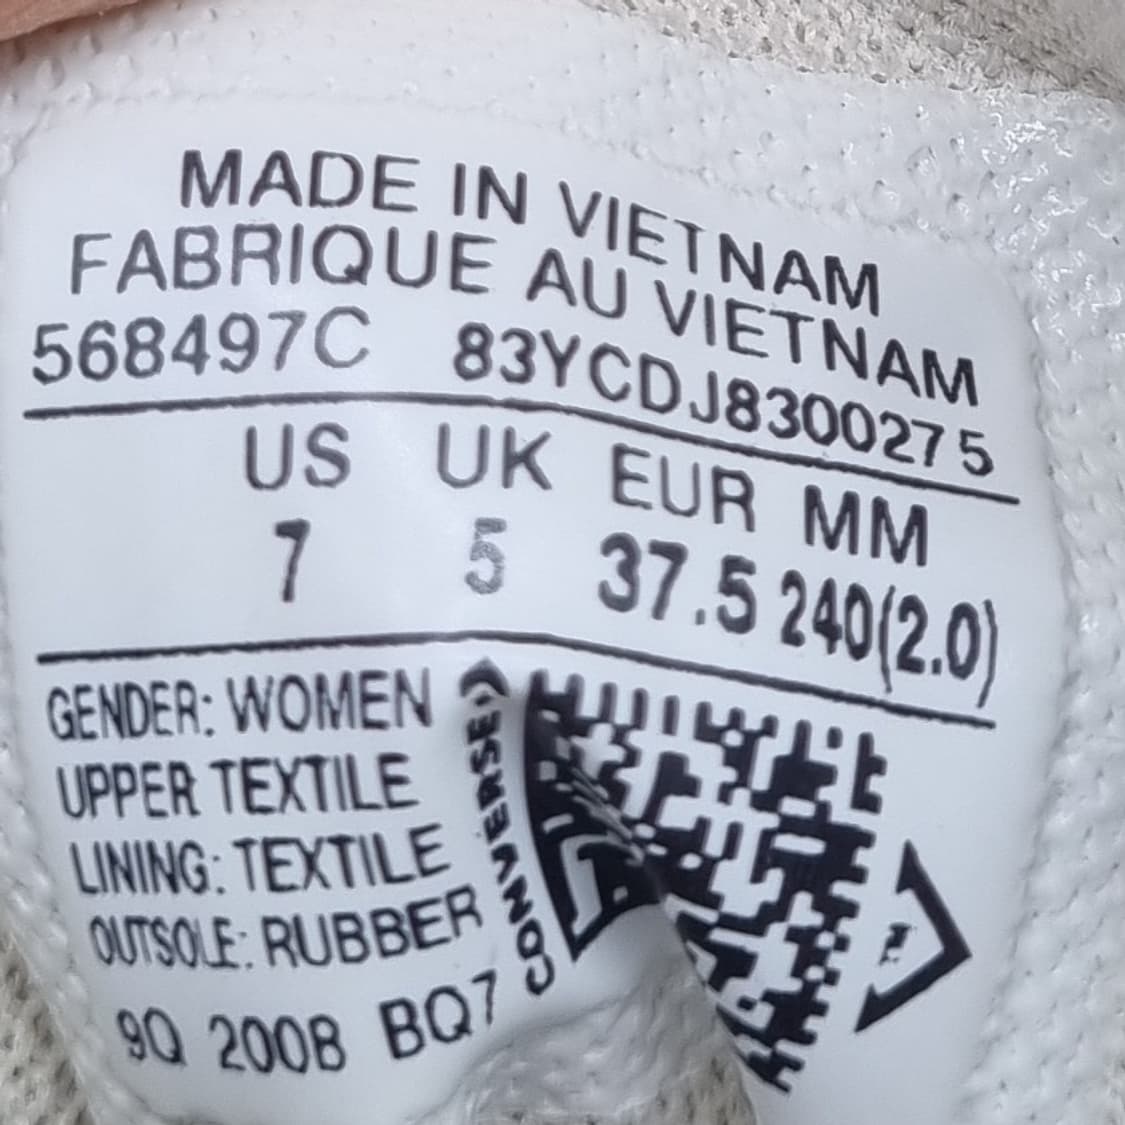 MADE IN VIETNAM
FABRIQUE AU VIETNAM
568497C 83YCDJ8300275
US UK EUR MM
7 5 37.5 240(2.0)
GENDER: WOMEN
UPPER TEXTILE
LINING: TEXTILE
OUTSOLE: RUBBER
9Q 2008 BQ7
CONVERSE